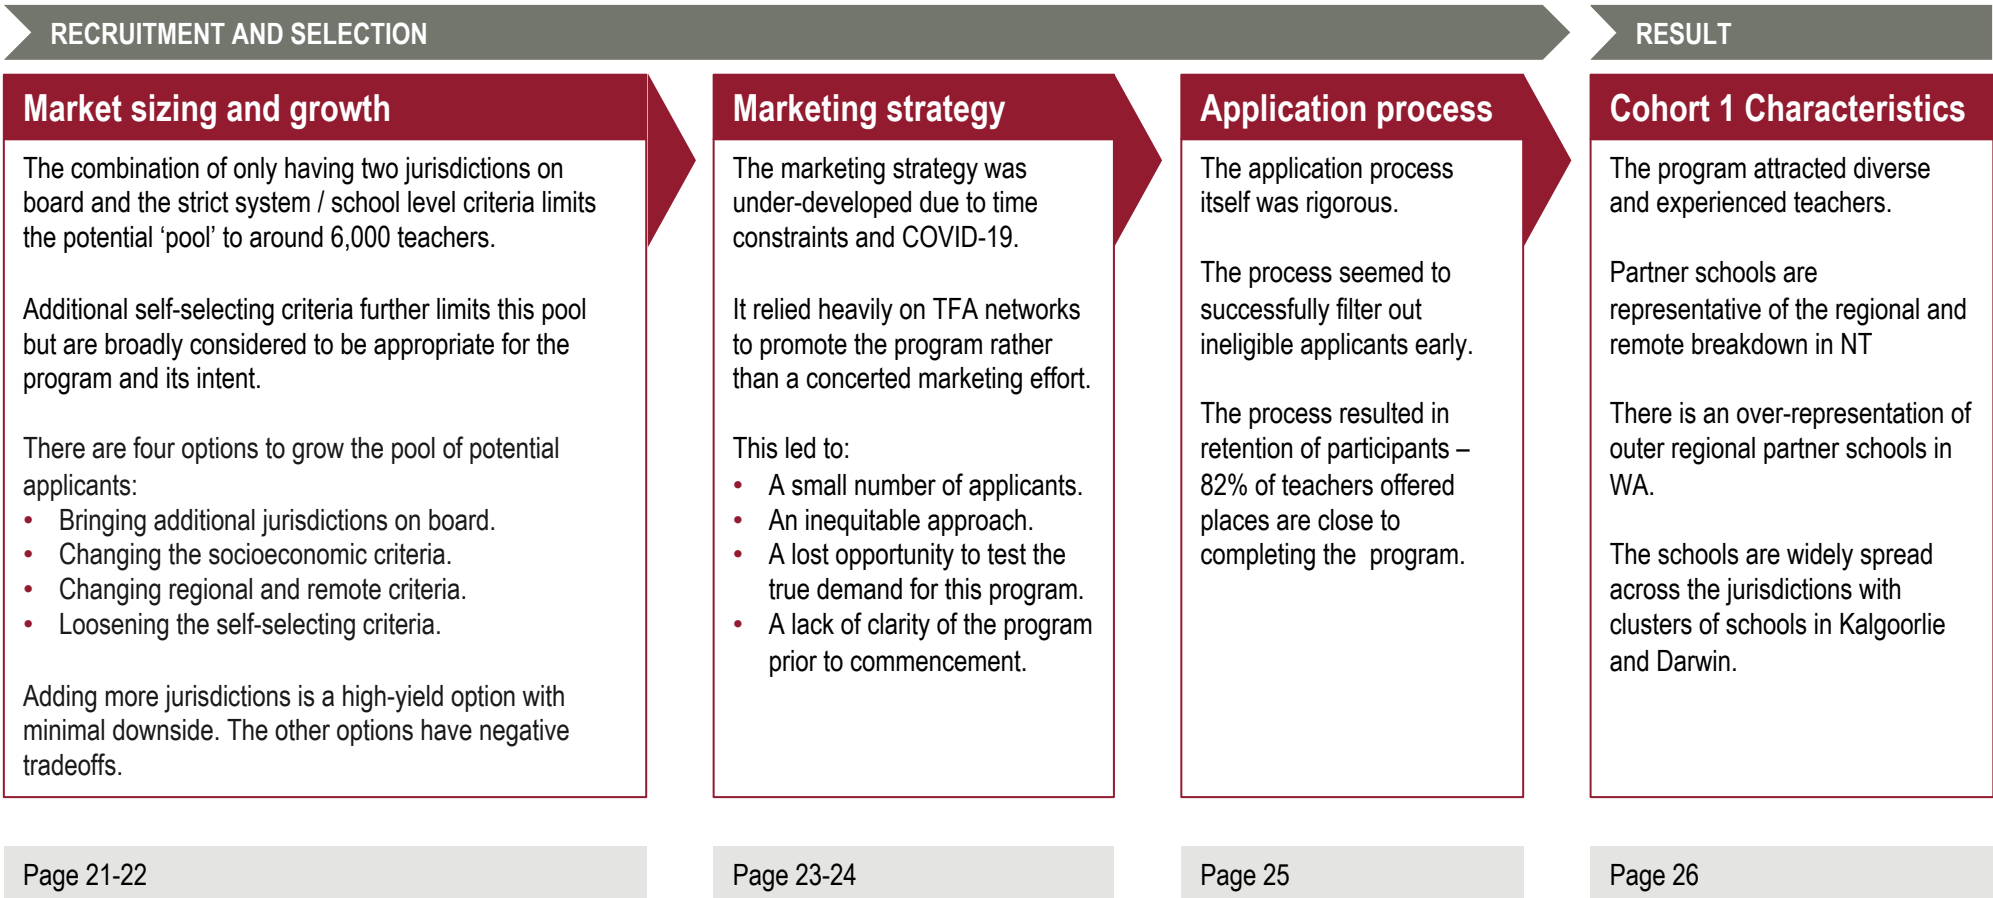 RECRUITMENT AND SELECTION
RESULT
Market sizing and growth
The combination of only having two jurisdictions on
board and the strict system / school level criteria limits
the potential ‘pool’ to around 6,000 teachers.
Additional self-selecting criteria further limits this pool
but are broadly considered to be appropriate for the
program and its intent.
There are four options to grow the pool of potential
applicants:
• Bringing additional jurisdictions on board.
• Changing the socioeconomic criteria.
• Changing regional and remote criteria.
• Loosening the self-selecting criteria.
Adding more jurisdictions is a high-yield option with
minimal downside. The other options have negative
tradeoffs.
Page 21-22
Marketing strategy
The marketing strategy was
under-developed due to time
constraints and COVID-19.
It relied heavily on TFA networks
to promote the program rather
than a concerted marketing effort.
This led to:
• A small number of applicants.
• An inequitable approach.
• A lost opportunity to test the
true demand for this program.
• A lack of clarity of the program
prior to commencement.
Page 23-24
Application process
The application process
itself was rigorous.
The process seemed to
successfully filter out
ineligible applicants early.
The process resulted in
retention of participants –
82% of teachers offered
places are close to
completing the  program.
Page 25
Cohort 1 Characteristics
The program attracted diverse
and experienced teachers.
Partner schools are
representative of the regional and
remote breakdown in NT
There is an over-representation of
outer regional partner schools in
WA.
The schools are widely spread
across the jurisdictions with
clusters of schools in Kalgoorlie
and Darwin.
Page 26